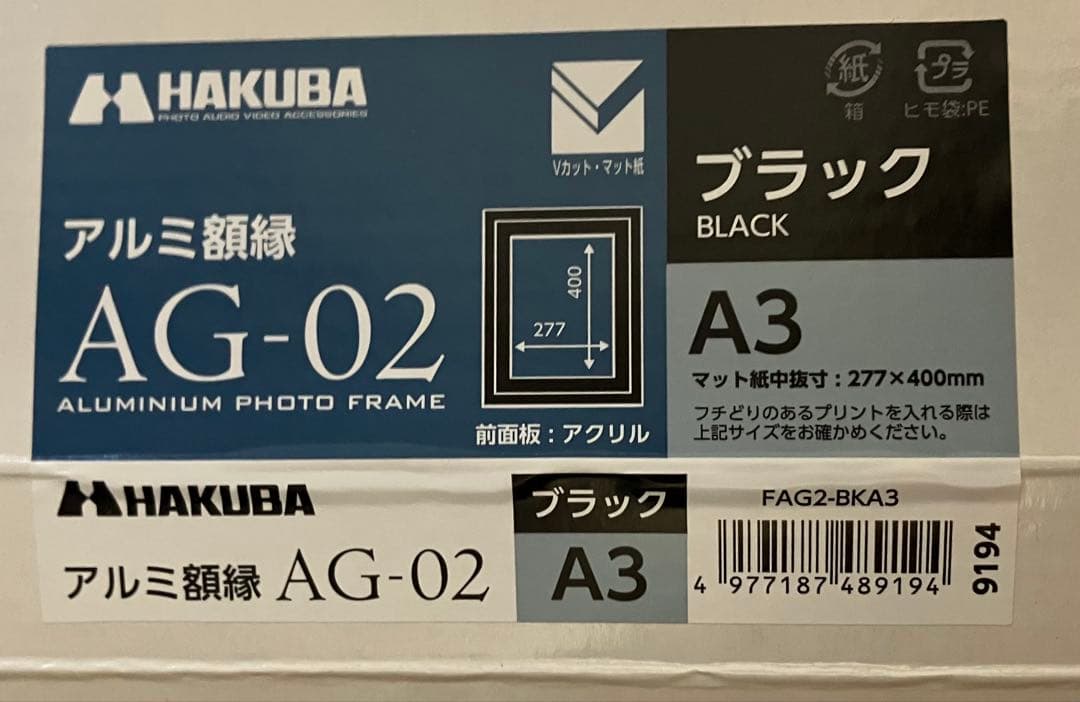 HAKUBA
PHOTO AUDIO VIDEO ACCESSORIES
アルミ額縁
AG-02
ALUMINIUM PHOTO FRAME
Vカット・マット紙
400
277
前面板：アクリル
紙
箱
プラ
ヒモ袋:PE
ブラック
BLACK
A3
マット紙中抜寸：277×400mm
フチどりのあるプリントを入れる際は
上記サイズをお確かめください。
HAKUBA
アルミ額縁 AG-02
ブラック
A3
FAG2-BKA3
4 977187 489194
9194